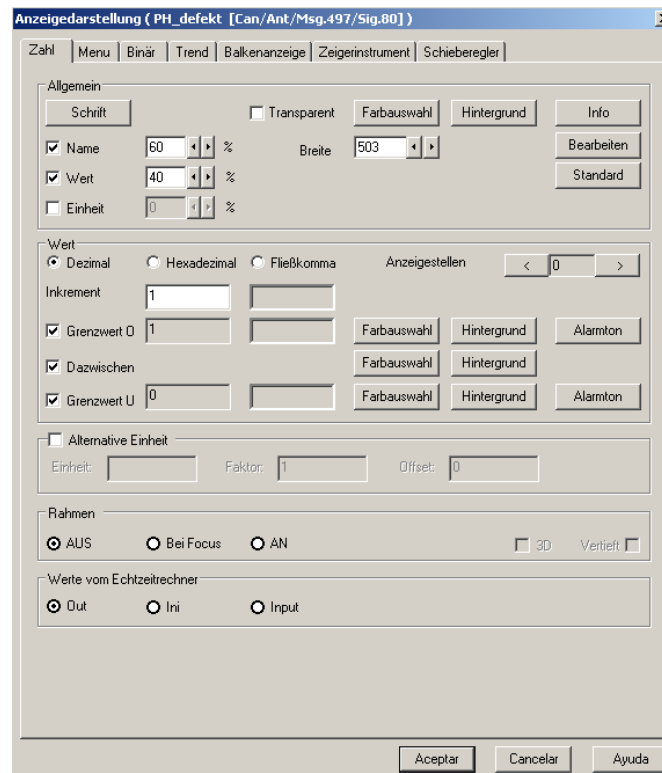 Anzeigedarstellung ( PH_defekt [Can/Ant/Msg.497/Sig.80] )
Zahl Menu Binär Trend Balkenanzeige Zeigerinstrument Schieberegler
Allgemein
Schrift Transparent Farbauswahl Hintergrund Info
Name 60 % Breite 503 Bearbeiten
Wert 40 % Standard
Einheit 0 %
Wert
Dezimal Hexadezimal Fließkomma Anzeigestellen < 0 >
Inkrement 1
Grenzwert O 1 Farbauswahl Hintergrund Alarmton
Dazwischen Farbauswahl Hintergrund
Grenzwert U 0 Farbauswahl Hintergrund Alarmton
Alternative Einheit
Einheit: Faktor: 1 Offset: 0
Rahmen
AUS Bei Focus AN 3D Vertieft
Werte vom Echtzeitrechner
Out Ini Input
Aceptar Cancelar Ayuda